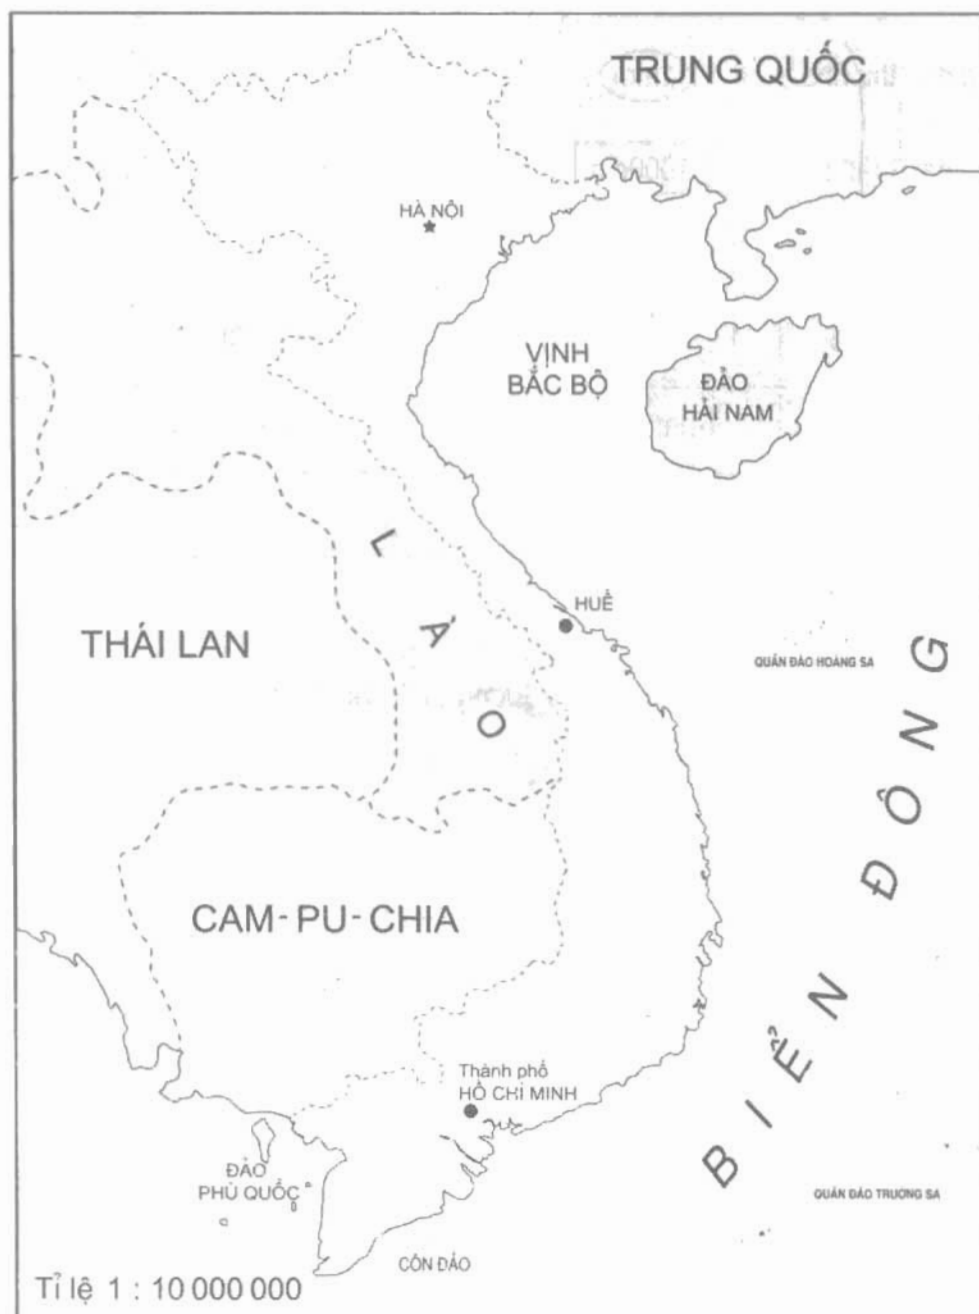 TRUNG QUỐC
HÀ NỘI
VỊNH
BẮC BỘ
ĐẢO
HẢI NAM
LÀO
HUẾ
THÁI LAN
QUẦN ĐẢO HOÀNG SA
BIỂN ĐÔNG
CAM-PU-CHIA
Thành phố
HỒ CHÍ MINH
ĐẢO
PHÚ QUỐC
QUẦN ĐẢO TRƯỜNG SA
CÔN ĐẢO
Tỉ lệ 1 : 10 000 000